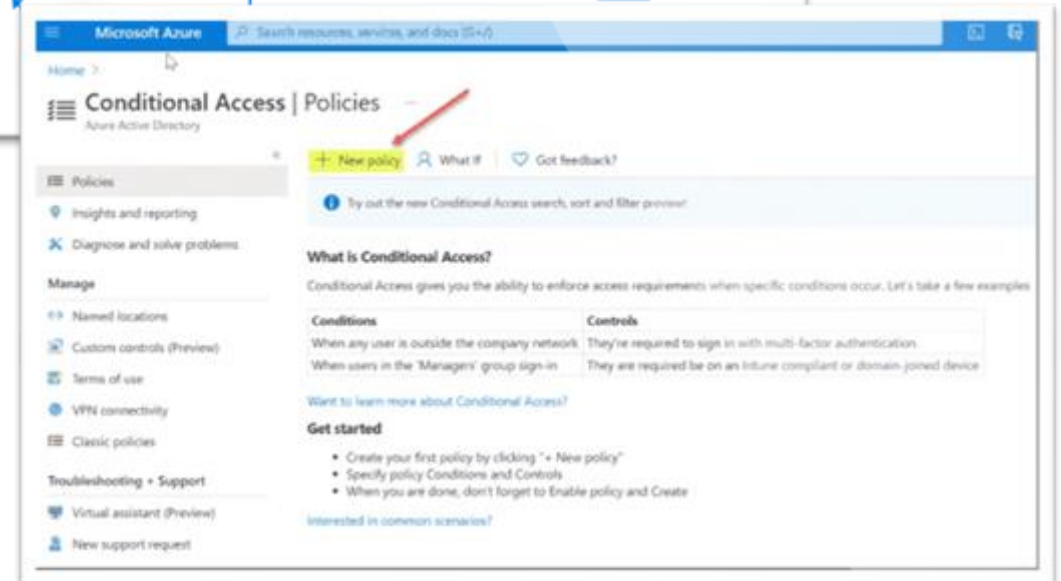 Microsoft Azure
Search resources, services, and docs (G+/)
Home >
Conditional Access | Policies
Azure Active Directory
+ New policy What If Got feedback?
Policies
Try out the new Conditional Access search, sort and filter preview!
Insights and reporting
Diagnose and solve problems
What is Conditional Access?
Manage
Conditional Access gives you the ability to enforce access requirements when specific conditions occur. Let's take a few examples
Named locations
Conditions Controls
When any user is outside the company network They're required to sign in with multi-factor authentication
Custom controls (Preview)
When users in the 'Managers' group sign-in They are required be on an Intune compliant or domain-joined device
Terms of use
VPN connectivity
Want to learn more about Conditional Access?
Classic policies
Get started
• Create your first policy by clicking "+ New policy"
• Specify policy Conditions and Controls
• When you are done, don't forget to Enable policy and Create
Troubleshooting + Support
Virtual assistant (Preview)
Interested in common scenarios?
New support request